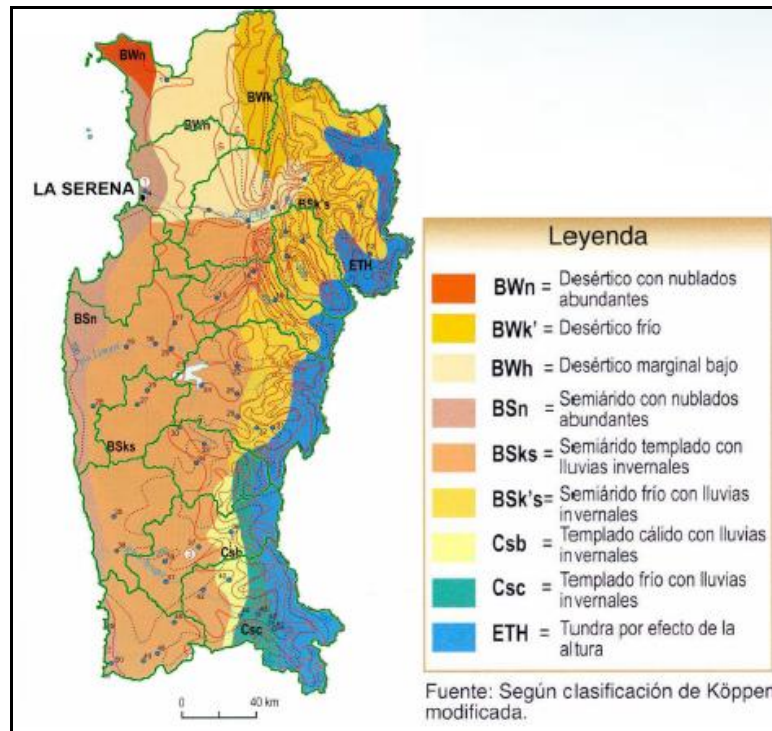 BWn
BWk
BWh
LA SERENA
BSk's
ETH
BSn
BSks
Csb
Csc
0 40 km
Leyenda
BWn = Desértico con nublados
abundantes
BWk' = Desértico frío
BWh = Desértico marginal bajo
BSn = Semiárido con nublados
abundantes
BSks = Semiárido templado con
lluvias invernales
BSk's = Semiárido frío con lluvias
invernales
Csb = Templado cálido con lluvias
invernales
Csc = Templado frío con lluvias
invernales
ETH = Tundra por efecto de la
altura
Fuente: Según clasificación de Köppen
modificada.